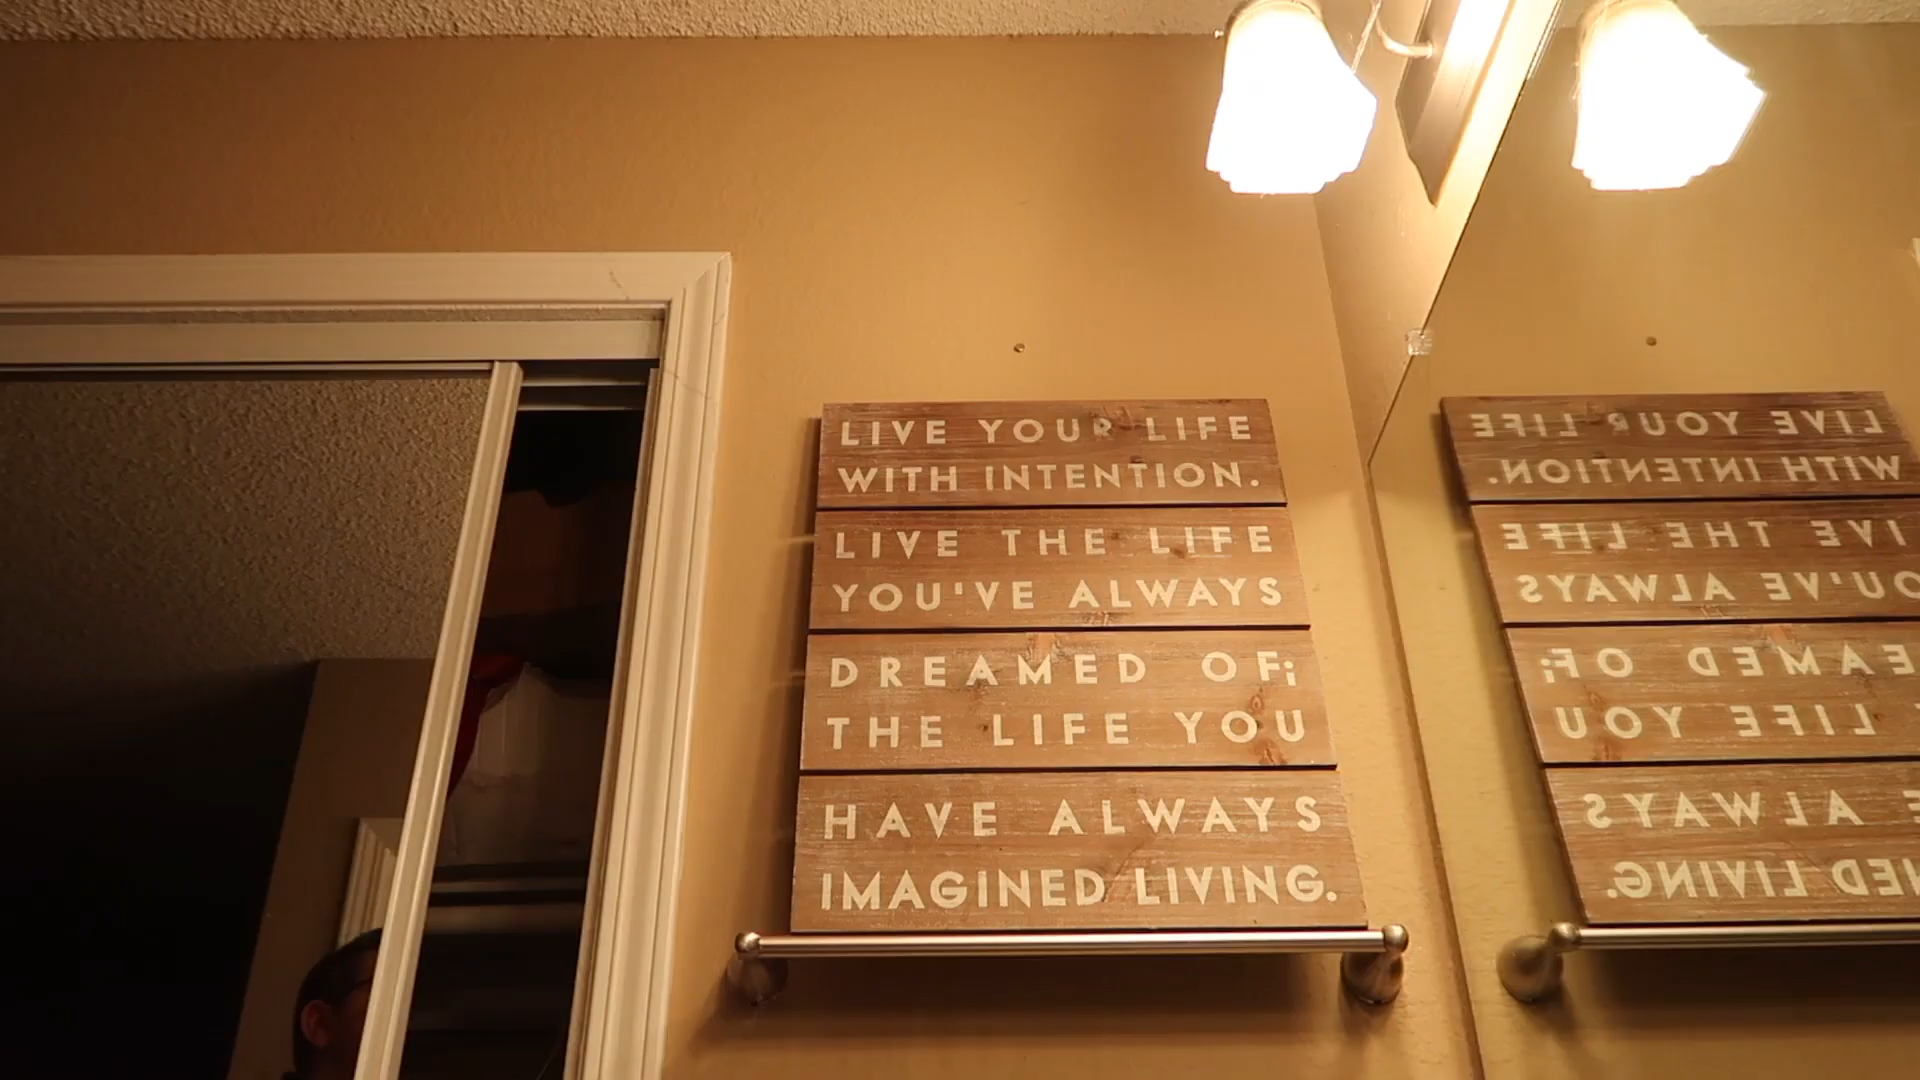 LIVE YOUR LIFE
WITH INTENTION.
LIVE THE LIFE
YOU'VE ALWAYS
DREAMED OF;
THE LIFE YOU
HAVE ALWAYS
IMAGINED LIVING.